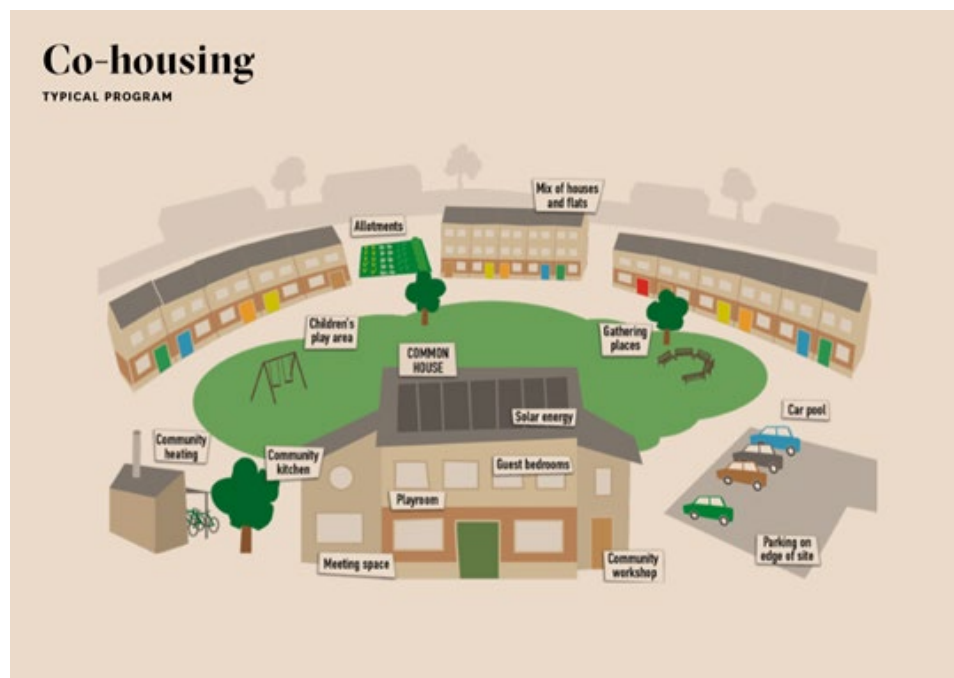 Co-housing
TYPICAL PROGRAM
Mix of houses
and flats
Allotments
Children's
play area
Gathering
places
COMMON
HOUSE
Solar energy
Car pool
Community
heating
Community
kitchen
Guest bedrooms
Playroom
Meeting space
Community
workshop
Parking on
edge of site